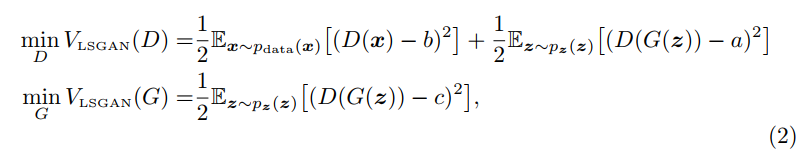 min_D V_LSGAN(D) = 1/2 𝔼_{x∼p_data(x)}[(D(x) − b)²] + 1/2 𝔼_{z∼p_z(z)}[(D(G(z)) − a)²]
min_G V_LSGAN(G) = 1/2 𝔼_{z∼p_z(z)}[(D(G(z)) − c)²],
(2)